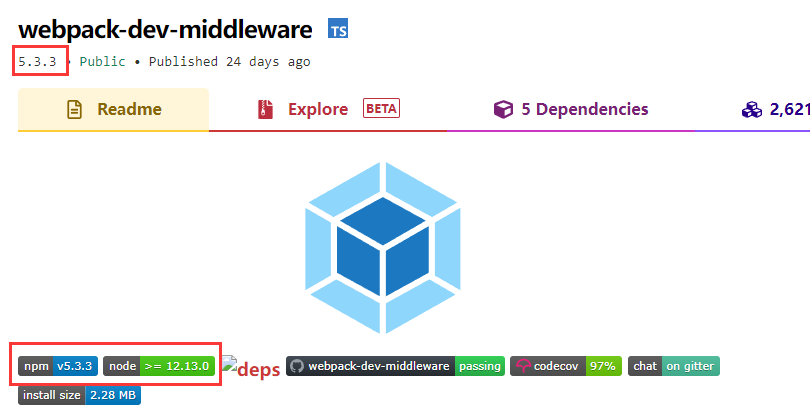 webpack-dev-middleware TS
5.3.3 • Public • Published 24 days ago
Readme Explore BETA 5 Dependencies 2,621
npm v5.3.3 node >= 12.13.0 deps webpack-dev-middleware passing codecov 97% chat on gitter
install size 2.28 MB